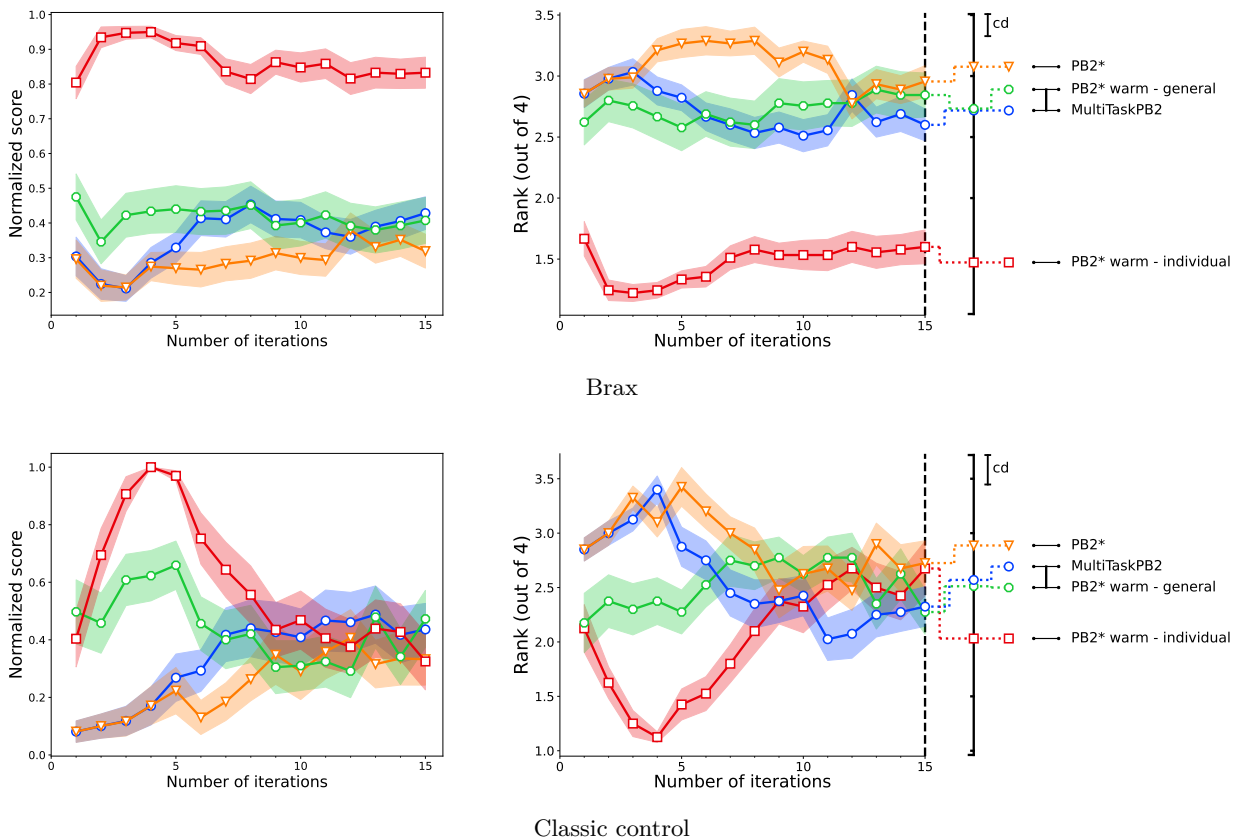 1.0
0.9
0.8
0.7
0.6
0.5
0.4
0.3
0.2
Normalized score
0
5
10
15
Number of iterations
3.5
3.0
2.5
2.0
1.5
Rank (out of 4)
0
5
10
15
Number of iterations
cd
PB2*
PB2* warm - general
MultiTaskPB2
PB2* warm - individual
Brax
1.0
0.8
0.6
0.4
0.2
0.0
Normalized score
0
5
10
15
Number of iterations
3.5
3.0
2.5
2.0
1.5
1.0
Rank (out of 4)
0
5
10
15
Number of iterations
cd
PB2*
MultiTaskPB2
PB2* warm - general
PB2* warm - individual
Classic control